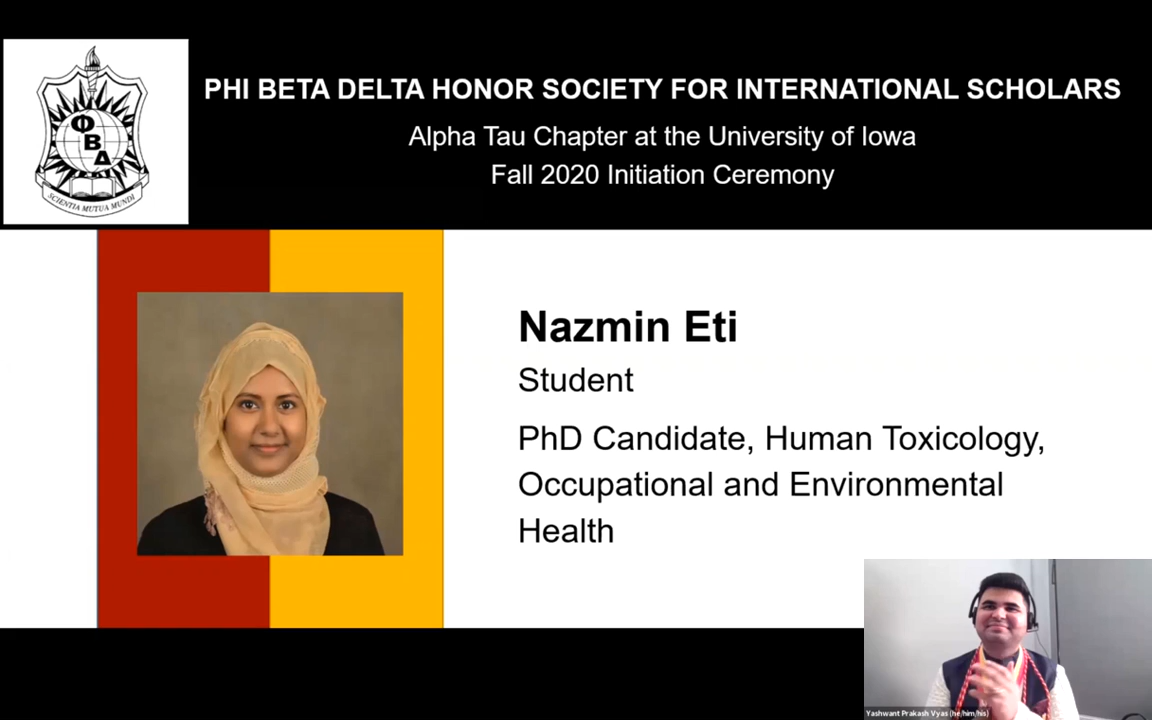 PHI BETA DELTA HONOR SOCIETY FOR INTERNATIONAL SCHOLARS
Alpha Tau Chapter at the University of Iowa
Fall 2020 Initiation Ceremony
Φ
Β
Δ
SCIENTIA MUTUA MUNDI
Nazmin Eti
Student
PhD Candidate, Human Toxicology,
Occupational and Environmental
Health
Yashwant Prakash Vyas (he/him/his)